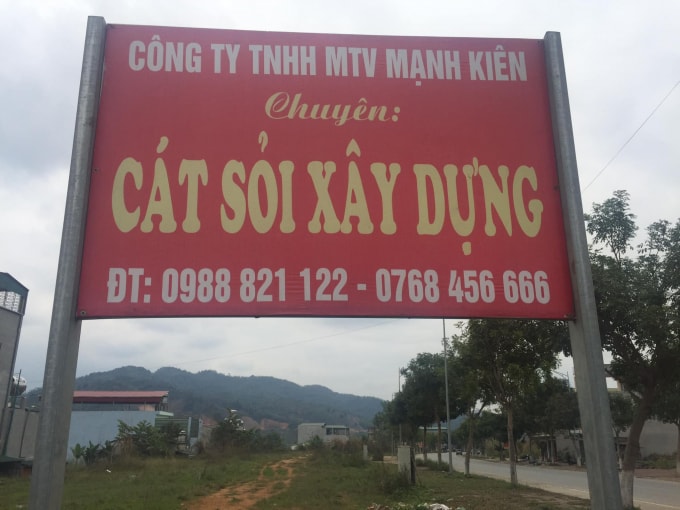 CÔNG TY TNHH MTV MẠNH KIÊN
Chuyên:
CÁT SỎI XÂY DỰNG
ĐT: 0988 821 122 - 0768 456 666